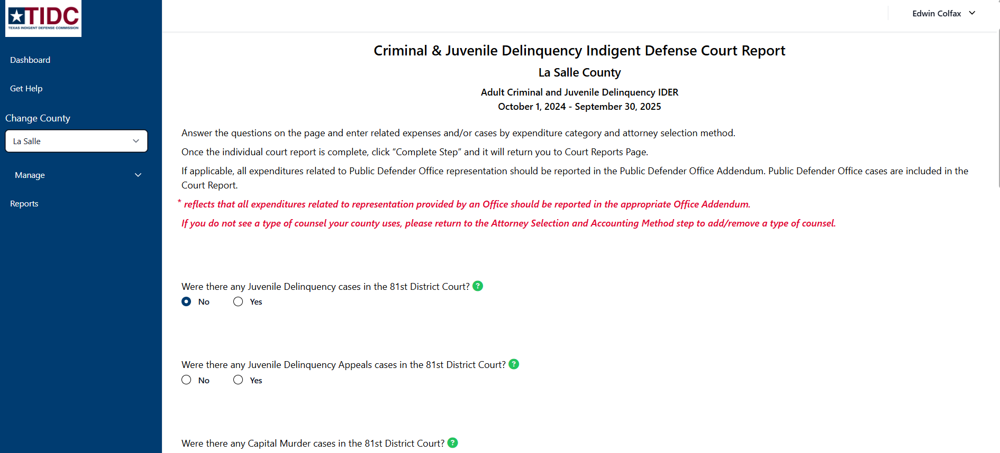 TIDC
TEXAS INDIGENT DEFENSE COMMISSION
Edwin Colfax
Dashboard
Get Help
Change County
La Salle
Manage
Reports
Criminal & Juvenile Delinquency Indigent Defense Court Report
La Salle County
Adult Criminal and Juvenile Delinquency IDER
October 1, 2024 - September 30, 2025
Answer the questions on the page and enter related expenses and/or cases by expenditure category and attorney selection method.
Once the individual court report is complete, click “Complete Step” and it will return you to Court Reports Page.
If applicable, all expenditures related to Public Defender Office representation should be reported in the Public Defender Office Addendum. Public Defender Office cases are included in the
Court Report.
* reflects that all expenditures related to representation provided by an Office should be reported in the appropriate Office Addendum.
If you do not see a type of counsel your county uses, please return to the Attorney Selection and Accounting Method step to add/remove a type of counsel.
Were there any Juvenile Delinquency cases in the 81st District Court? ?
No Yes
Were there any Juvenile Delinquency Appeals cases in the 81st District Court? ?
No Yes
Were there any Capital Murder cases in the 81st District Court? ?